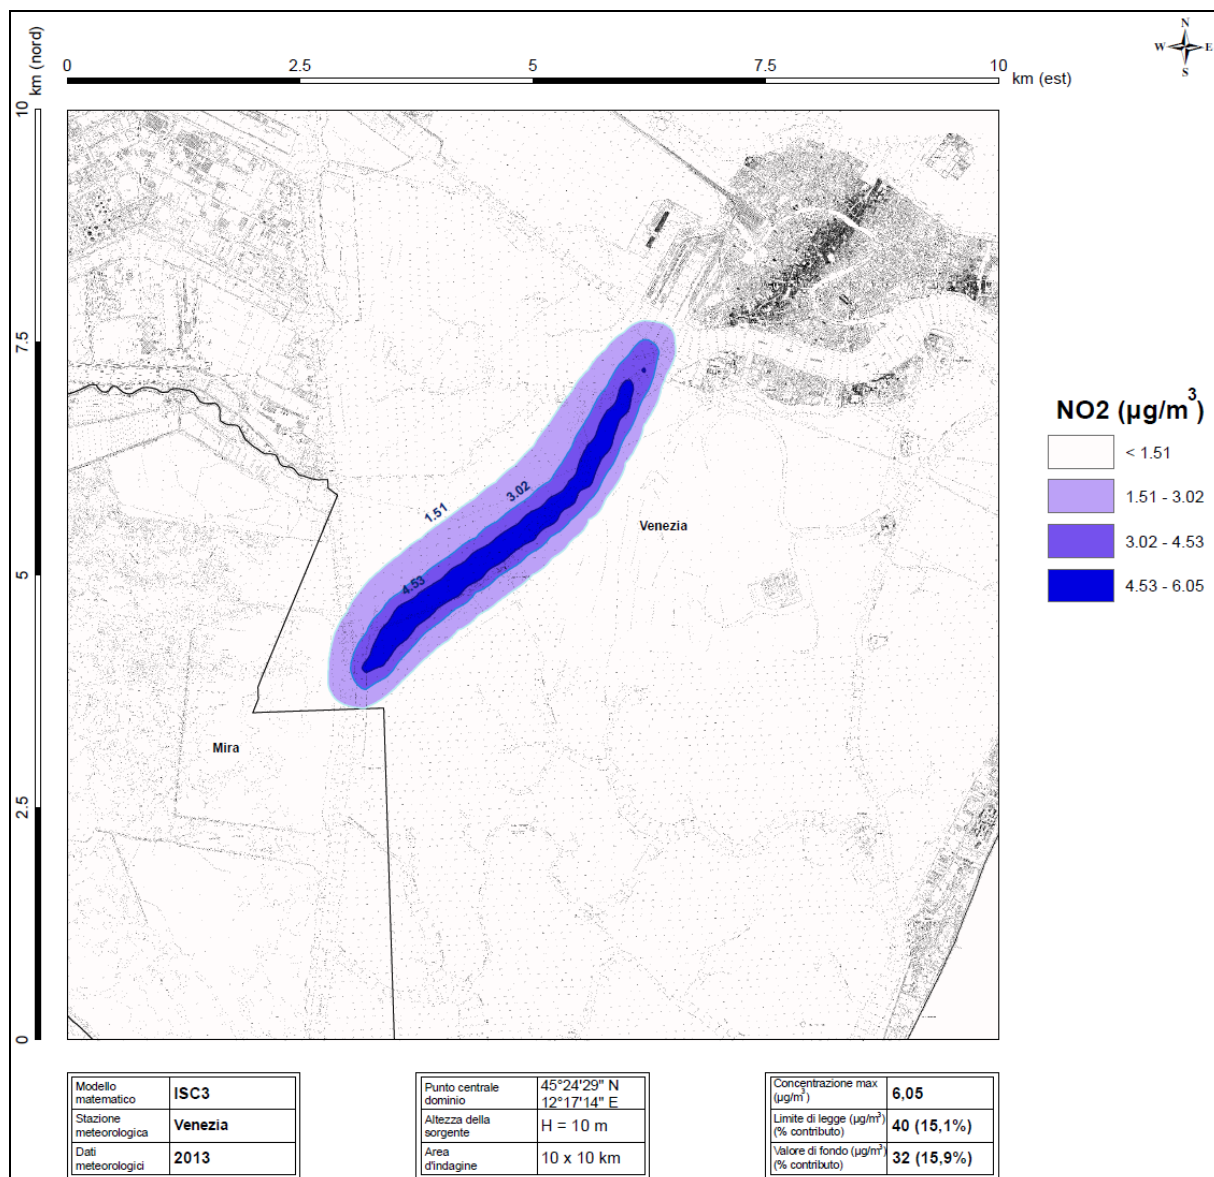 N
W E
S
km (nord)
0 2.5 5 7.5 10 km (est)
10
7.5
5
2.5
0
1.51
3.02
4.53
Venezia
Mira
NO2 (µg/m³)
< 1.51
1.51 - 3.02
3.02 - 4.53
4.53 - 6.05
Modello
matematico
ISC3
Stazione
meteorologica
Venezia
Dati
meteorologici
2013
Punto centrale
dominio
45°24'29" N
12°17'14" E
Altezza della
sorgente
H = 10 m
Area
d'indagine
10 x 10 km
Concentrazione max
(µg/m³)
6,05
Limite di legge (µg/m³)
(% contributo)
40 (15,1%)
Valore di fondo (µg/m³)
(% contributo)
32 (15,9%)